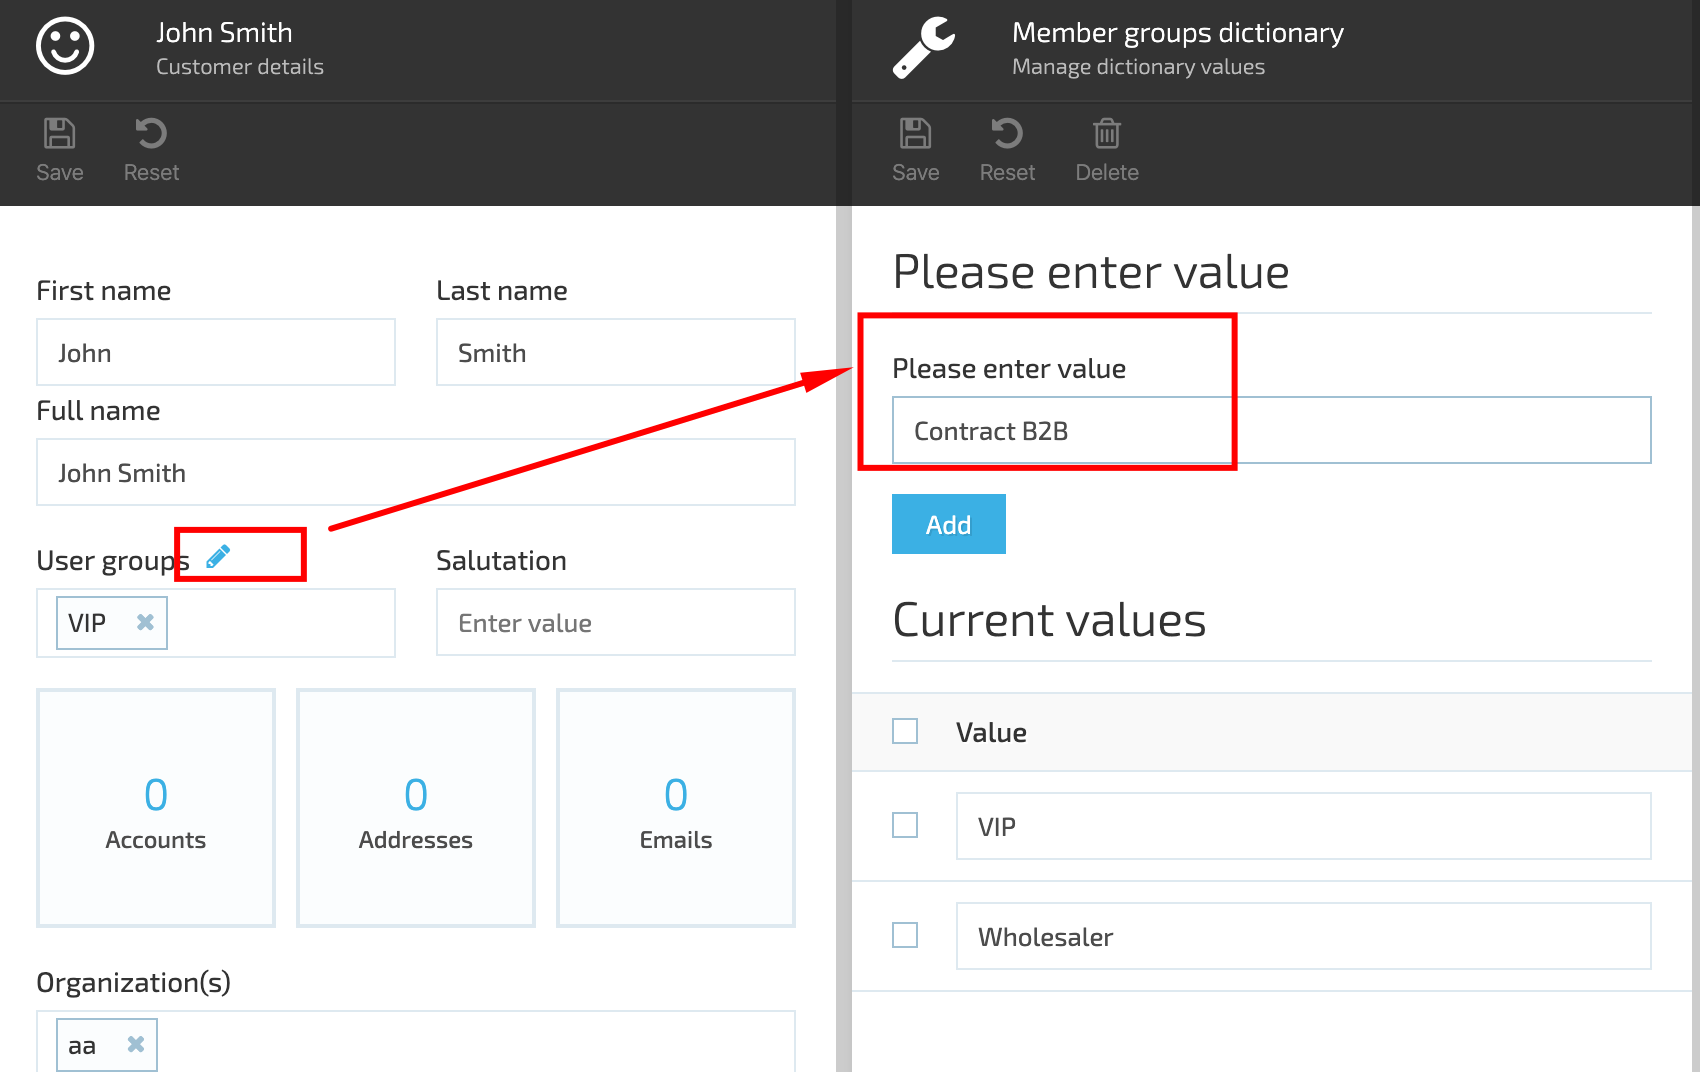 John Smith
Customer details
Save
Reset
First name
Last name
John
Smith
Full name
John Smith
User groups
Salutation
VIP
Enter value
0
Accounts
0
Addresses
0
Emails
Organization(s)
aa
Member groups dictionary
Manage dictionary values
Save
Reset
Delete
Please enter value
Please enter value
Contract B2B
Add
Current values
Value
VIP
Wholesaler